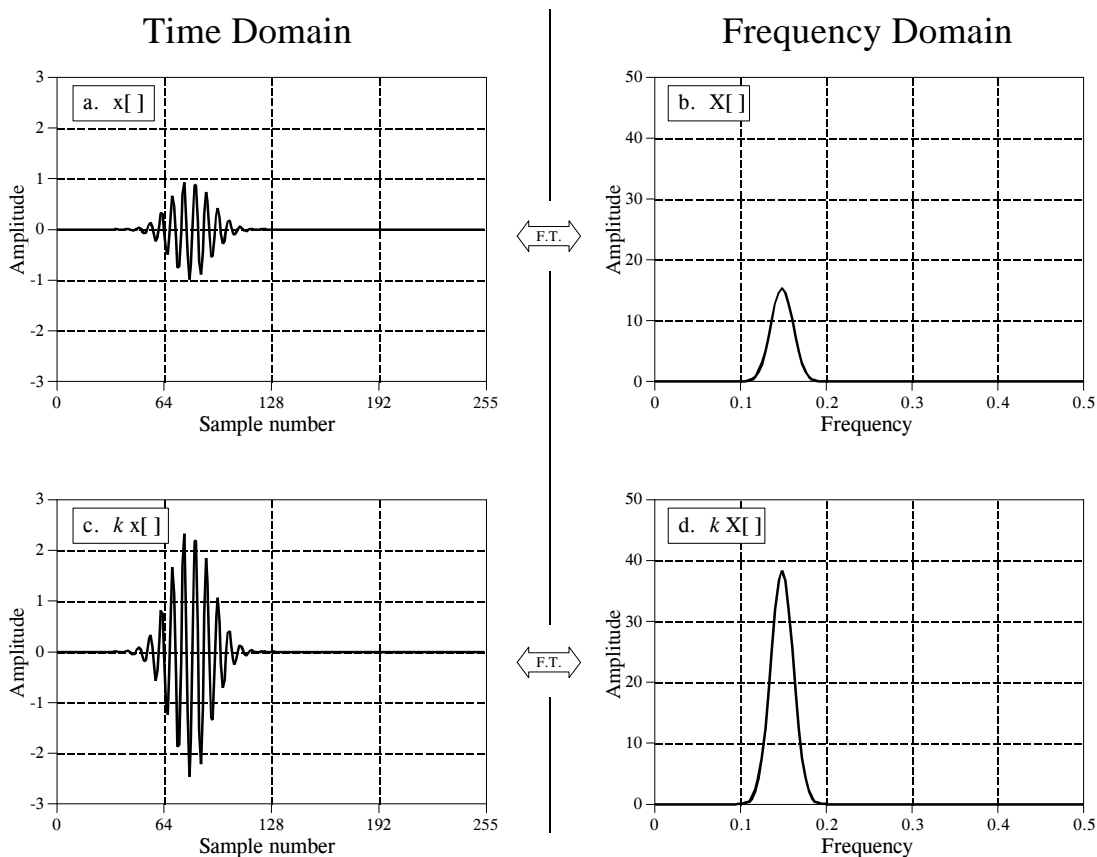 Time Domain
Frequency Domain
a. x[ ]
3
2
1
0
-1
-2
-3
Amplitude
0 64 128 192 255
Sample number
F.T.
b. X[ ]
50
40
30
20
10
0
Amplitude
0 0.1 0.2 0.3 0.4 0.5
Frequency
c. k x[ ]
3
2
1
0
-1
-2
-3
Amplitude
0 64 128 192 255
Sample number
F.T.
d. k X[ ]
50
40
30
20
10
0
Amplitude
0 0.1 0.2 0.3 0.4 0.5
Frequency